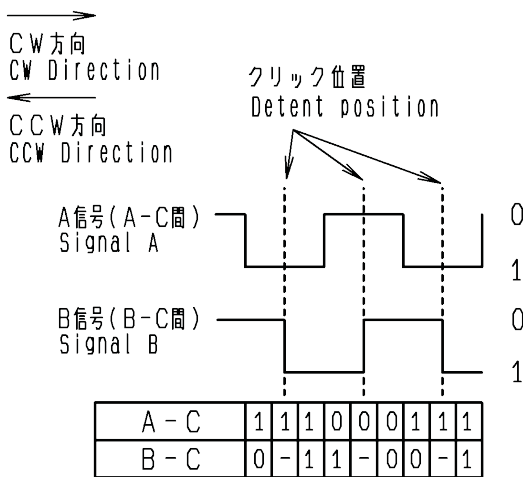 CW方向
CW Direction
CCW方向
CCW Direction
クリック位置
Detent position
A信号(A-C間)
Signal A
0
1
B信号(B-C間)
Signal B
0
1
A-C 1 1 1 0 0 0 1 1 1
B-C 0 - 1 1 - 0 0 - 1